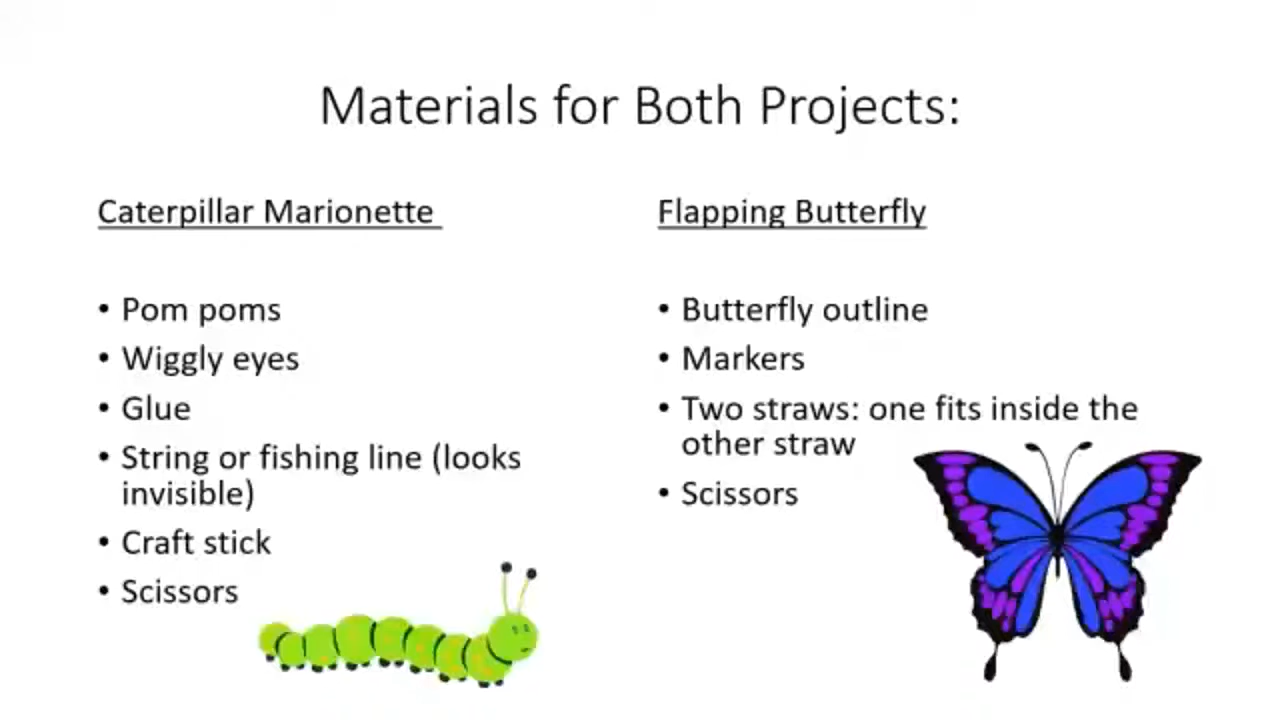 Materials for Both Projects:
Caterpillar Marionette
• Pom poms
• Wiggly eyes
• Glue
• String or fishing line (looks
invisible)
• Craft stick
• Scissors
Flapping Butterfly
• Butterfly outline
• Markers
• Two straws: one fits inside the
other straw
• Scissors